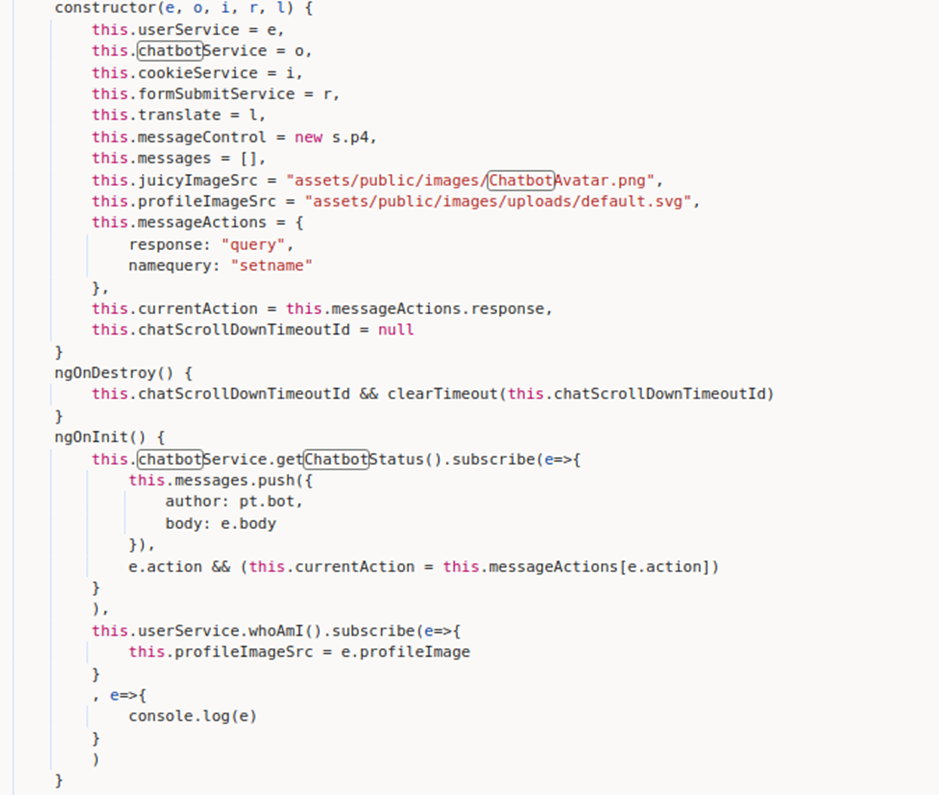 constructor(e, o, i, r, l) {
this.userService = e,
this.chatbotService = o,
this.cookieService = i,
this.formSubmitService = r,
this.translate = l,
this.messageControl = new s.p4,
this.messages = [],
this.juicyImageSrc = "assets/public/images/ChatbotAvatar.png",
this.profileImageSrc = "assets/public/images/uploads/default.svg",
this.messageActions = {
response: "query",
namequery: "setname"
},
this.currentAction = this.messageActions.response,
this.chatScrollDownTimeoutId = null
}
ngOnDestroy() {
this.chatScrollDownTimeoutId && clearTimeout(this.chatScrollDownTimeoutId)
}
ngOnInit() {
this.chatbotService.getChatbotStatus().subscribe(e=>{
this.messages.push({
author: pt.bot,
body: e.body
}),
e.action && (this.currentAction = this.messageActions[e.action])
}
),
this.userService.whoAmI().subscribe(e=>{
this.profileImageSrc = e.profileImage
}
, e=>{
console.log(e)
}
)
}